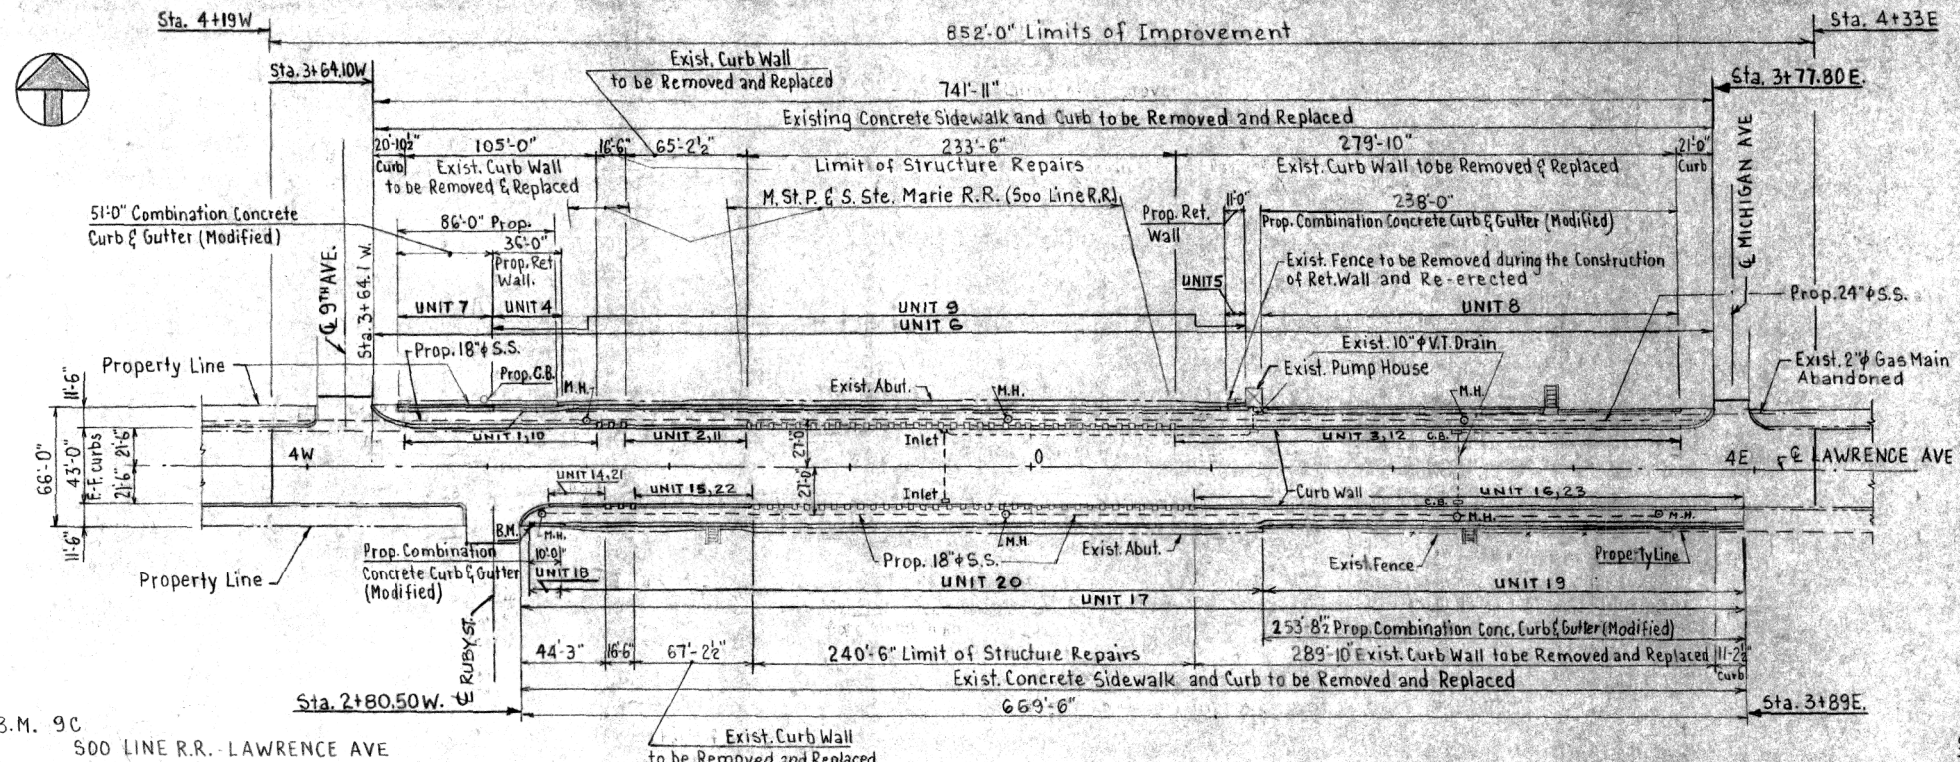 Sta. 4+19W
852'-0" Limits of Improvement
Sta. 4+33E
Sta. 3+64.10W
Exist. Curb Wall
to be Removed and Replaced
741'-11"
Sta. 3+77.80E.
Existing Concrete Sidewalk and Curb to be Removed and Replaced
20'-10½"
105'-0"
16'-6"
65'-2½"
233'-6"
279'-10"
21'-0"
Curb
Exist. Curb Wall
to be Removed & Replaced
Limit of Structure Repairs
Exist. Curb Wall to be Removed & Replaced
Curb
M. St. P. & S. Ste. Marie R.R. (Soo Line R.R.)
51'-0" Combination Concrete
Curb & Gutter (Modified)
86'-0" Prop.
36'-0"
Prop. Ret
Wall.
Prop. Ret.
Wall
11'-0"
238'-0"
Prop. Combination Concrete Curb & Gutter (Modified)
Exist. Fence to be Removed during the Construction
of Ret. Wall and Re-erected
℄ 9TH AVE.
Sta. 3+64.1 W.
℄ MICHIGAN AVE
UNIT 7
UNIT 4
UNIT 9
UNIT 6
UNIT 5
UNIT 8
Prop. 24"φ S.S.
Property Line
Prop. 18"φ S.S.
Prop. C.B.
M.H.
Exist. Abut.
M.H.
Exist. 10"φ V.T. Drain
Exist. Pump House
M.H.
Exist. 2"φ Gas Main
Abandoned
11'-6"
66'-0"
43'-0"
F.-F. Curbs
21'-6"
21'-6"
11'-6"
UNIT 1,10
UNIT 2,11
21'-0"
21'-0"
Inlet
UNIT 3,12
C.B.
4W
0
4E
℄ LAWRENCE AVE
UNIT 14,21
UNIT 15,22
Inlet
Curb Wall
UNIT 16,23
C.B.
B.M.
M.H.
M.H.
M.H.
M.H.
Prop. Combination
Concrete Curb & Gutter
(Modified)
10'-0"
UNIT 18
Prop. 18"φ S.S.
Exist. Abut.
Exist. Fence
Property Line
Property Line
UNIT 20
UNIT 19
UNIT 17
℄ RUBY ST.
253'-8½" Prop. Combination Conc. Curb & Gutter (Modified)
44'-3"
16'-6"
67'-2½"
240'-6" Limit of Structure Repairs
289'-10" Exist. Curb Wall to be Removed and Replaced
11'-2½"
Curb
Exist. Concrete Sidewalk and Curb to be Removed and Replaced
Sta. 2+80.50W.
669'-6"
Sta. 3+89E.
B.M. 9C
SOO LINE R.R. - LAWRENCE AVE
Exist. Curb Wall
to be Removed and Replaced